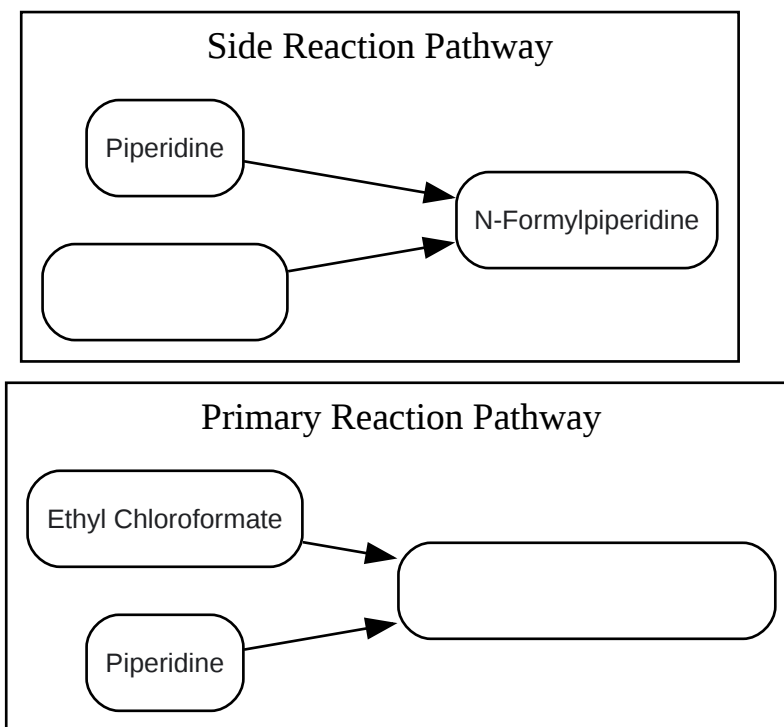 Side Reaction Pathway
Piperidine
N-Formylpiperidine
Primary Reaction Pathway
Ethyl Chloroformate
Piperidine